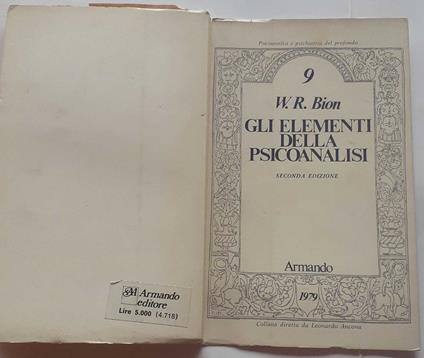 Armando
editore
Lire 5.000 (4.718)
Psicoanalisi e psichiatria del profondo
9
W. R. Bion
GLI ELEMENTI
DELLA
PSICOANALISI
SECONDA EDIZIONE
Armando
1979
Collana diretta da Leonardo Ancona